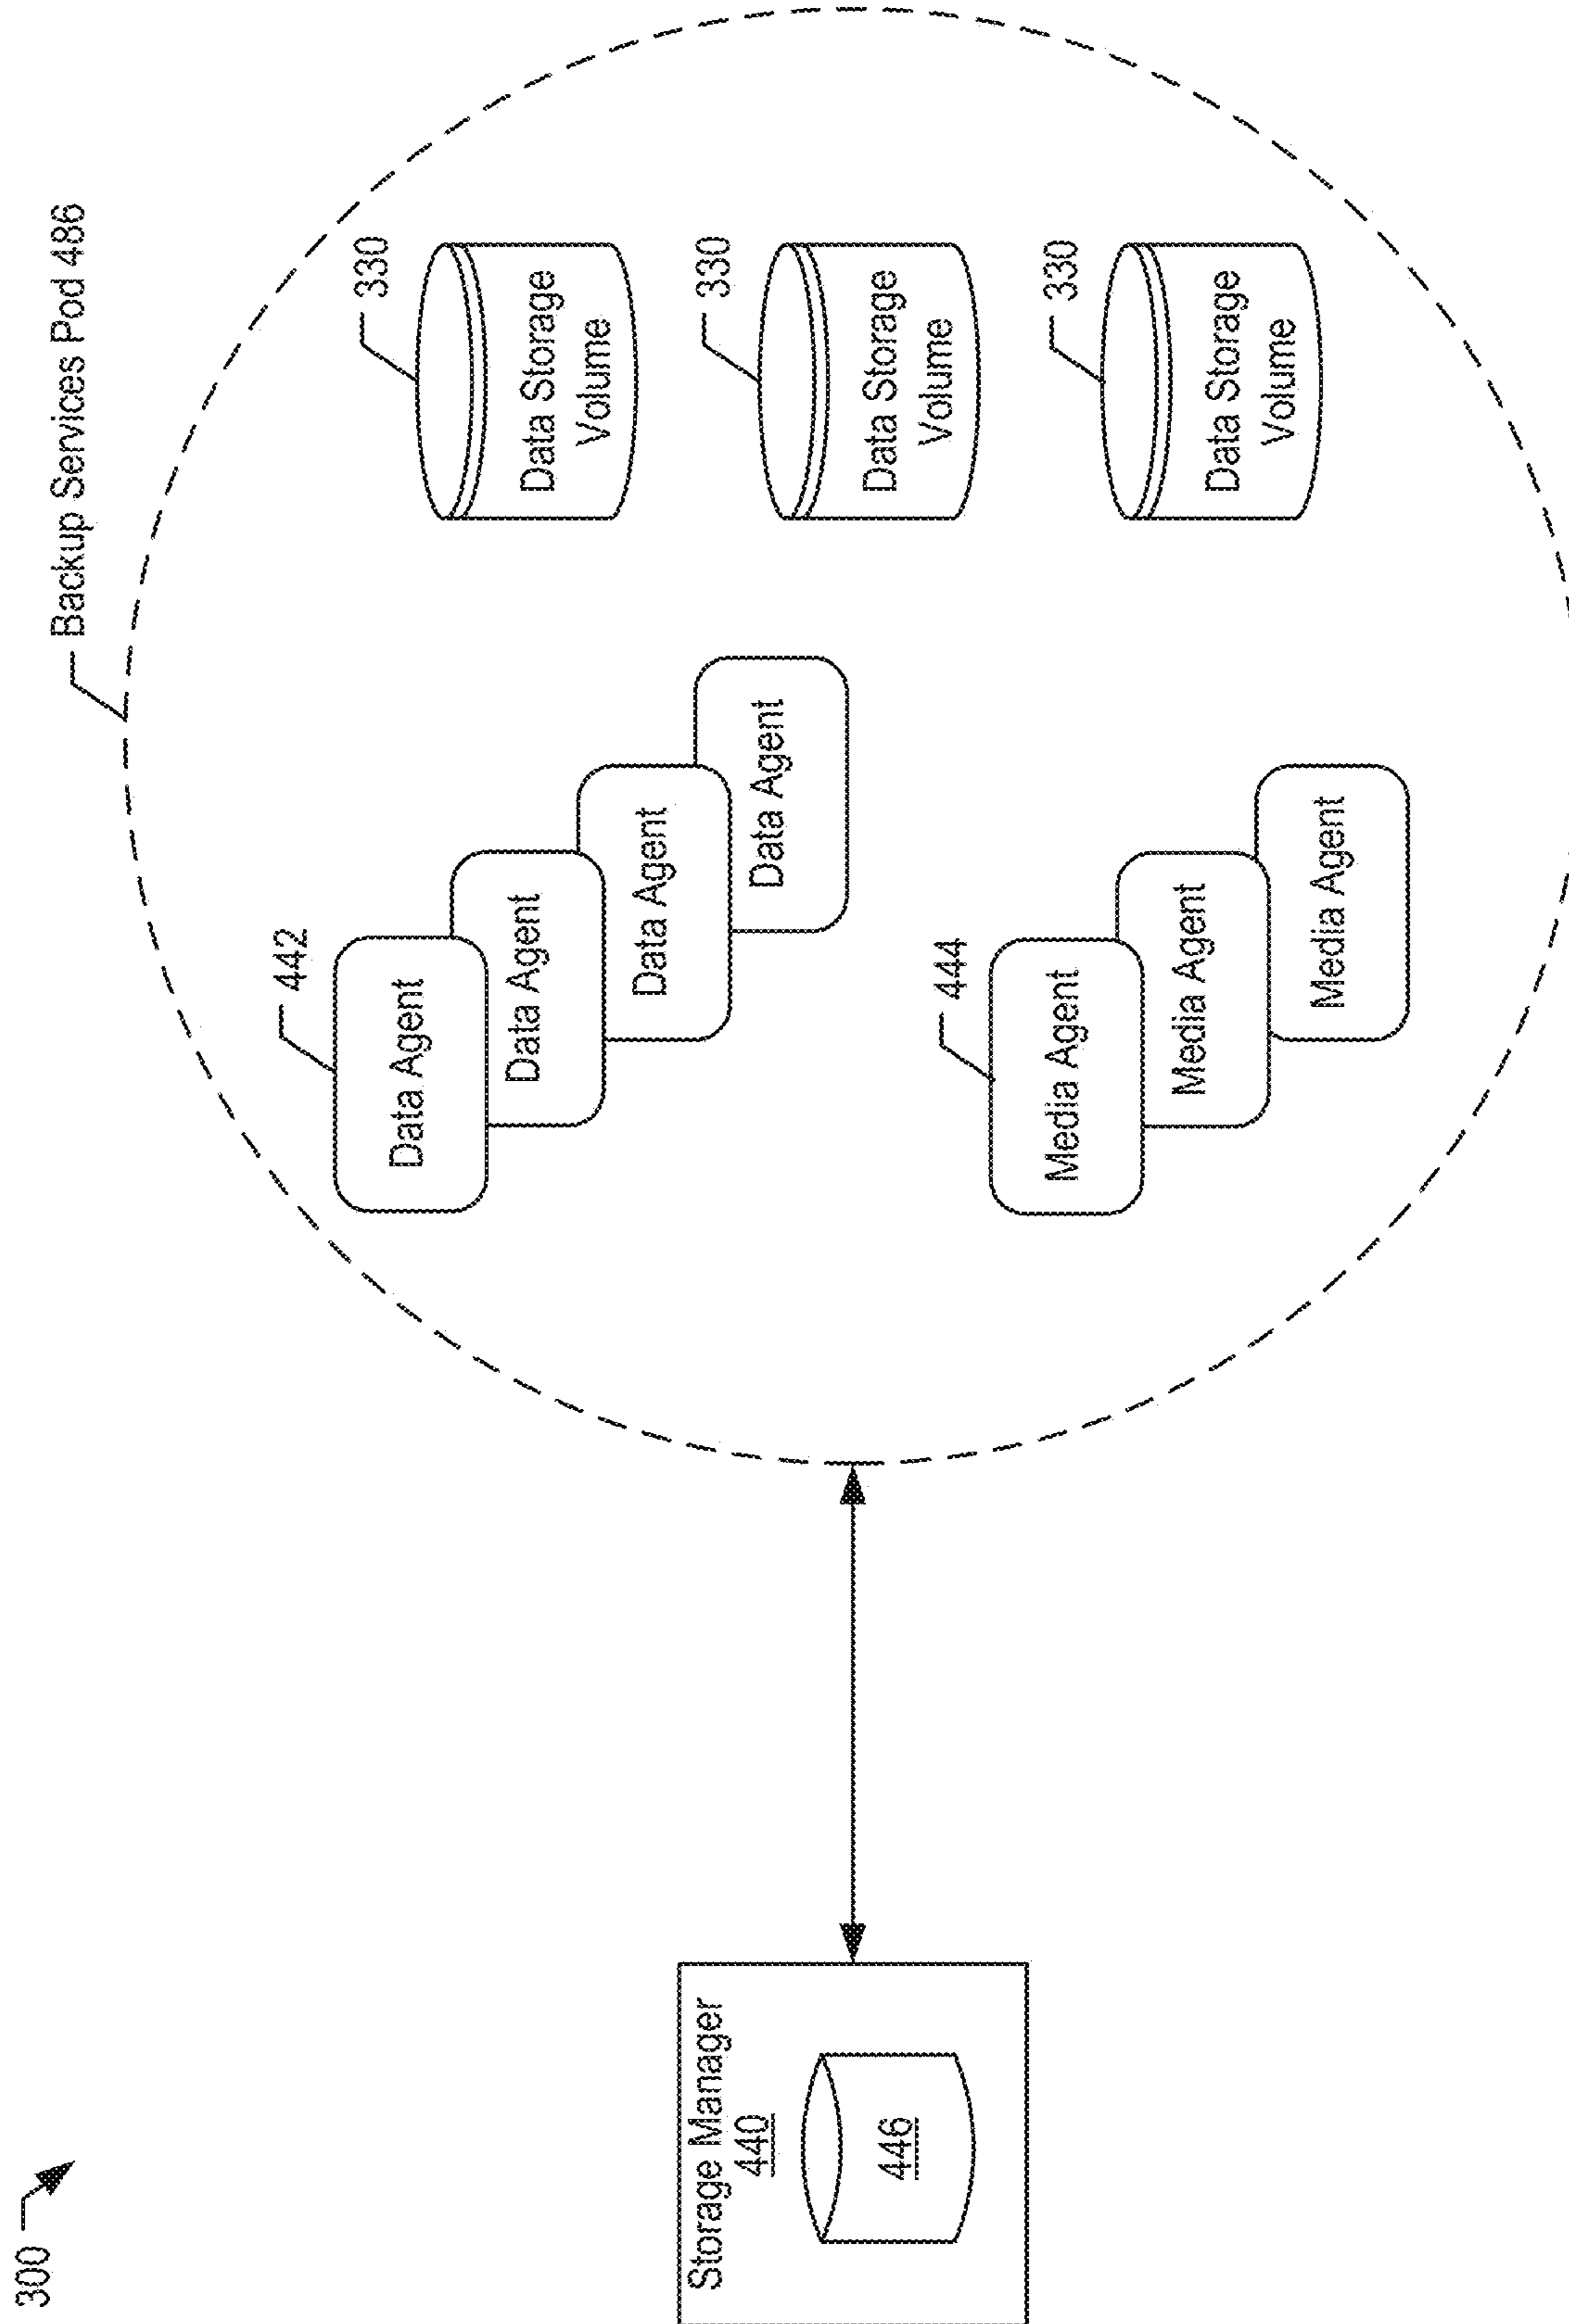 300
Storage Manager
440
446
Backup Services Pod 486
442
Data Agent
Data Agent
Data Agent
Data Agent
444
Media Agent
Media Agent
Media Agent
330
Data Storage
Volume
330
Data Storage
Volume
330
Data Storage
Volume